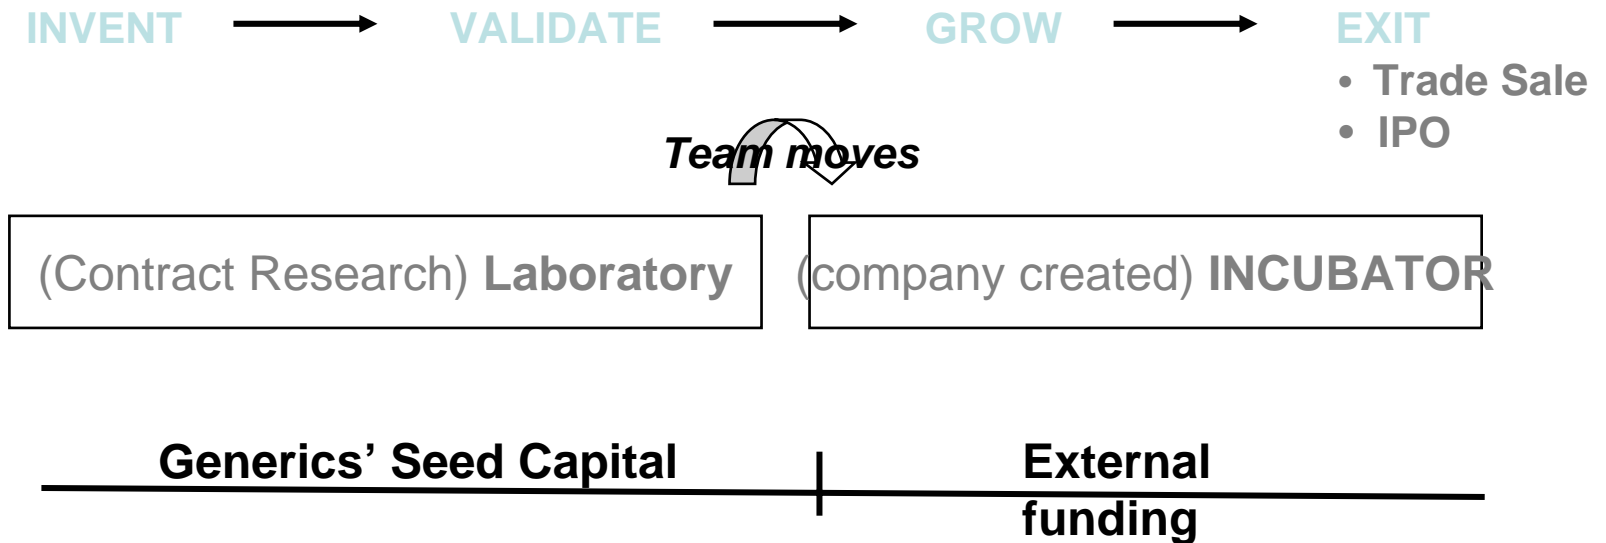 INVENT VALIDATE GROW EXIT
• Trade Sale
• IPO
Team moves
(Contract Research) Laboratory (company created) INCUBATOR
Generics’ Seed Capital External
funding